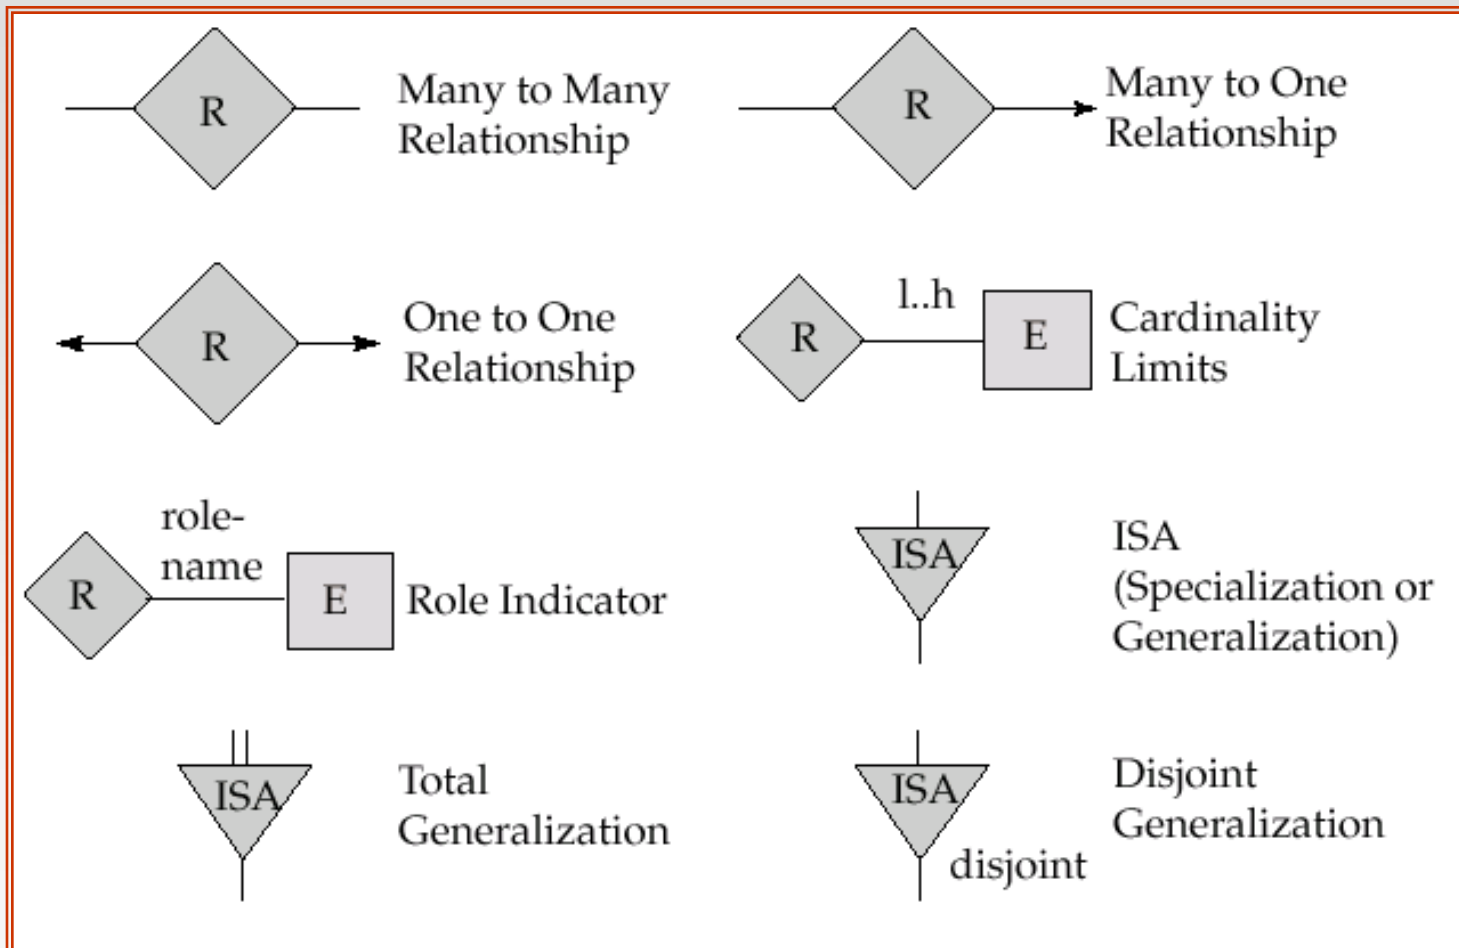 R
Many to Many
Relationship
R
Many to One
Relationship
R
One to One
Relationship
R
l..h
E
Cardinality
Limits
R
role-
name
E
Role Indicator
ISA
ISA
(Specialization or
Generalization)
ISA
Total
Generalization
ISA
disjoint
Disjoint
Generalization